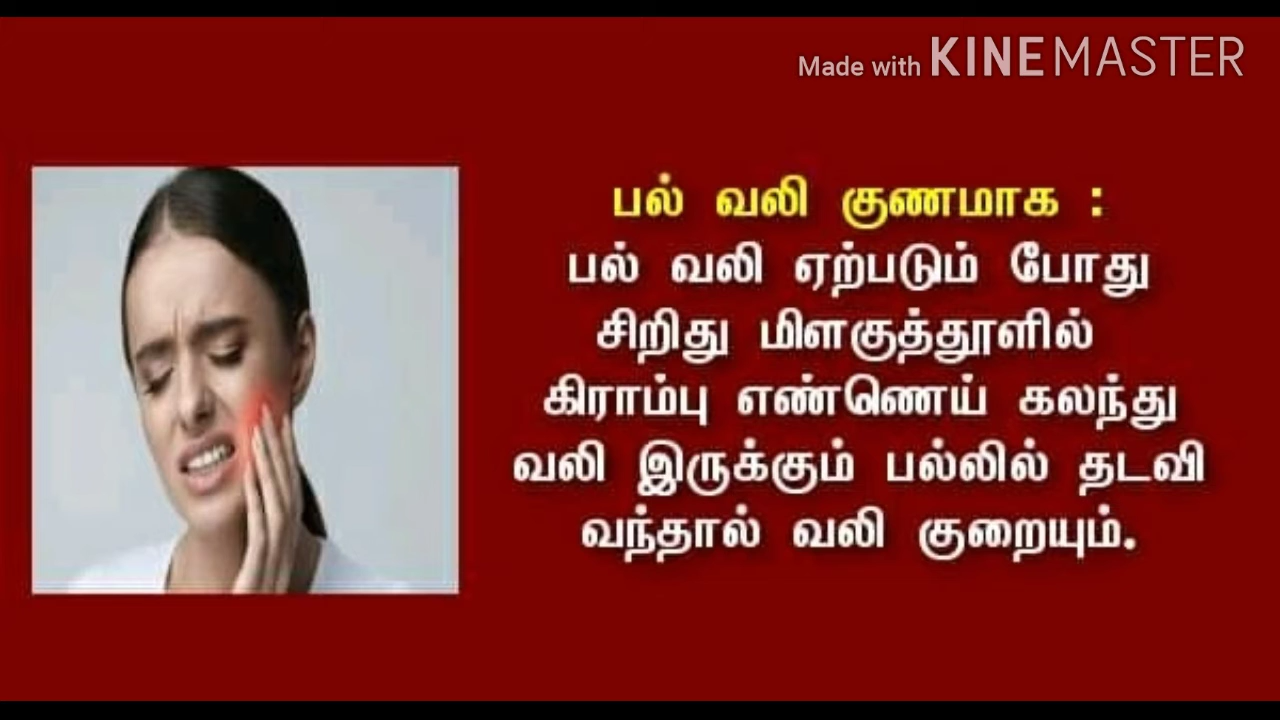 Made with KINEMASTER
பல் வலி குணமாக :
பல் வலி ஏற்படும் போது
சிறிது மிளகுத்தூளில்
கிராம்பு எண்ணெய் கலந்து
வலி இருக்கும் பல்லில் தடவி
வந்தால் வலி குறையும்.